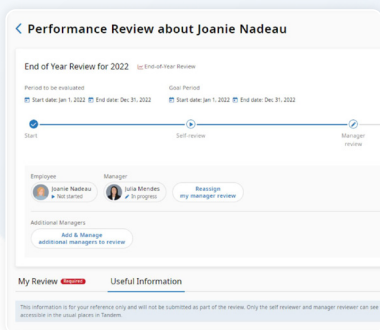 Performance Review about Joanie Nadeau
End of Year Review for 2022 End-of-Year Review
Period to be evaluated Goal Period
Start date: Jan 1, 2022 End date: Dec 31, 2022 Start date: Jan 1, 2022 End date: Dec 31, 2022
Start Self review Manager
review
Employee Manager
Joanie Nadeau Julia Mendes Reassign
Not started In progress my manager review
Additional Managers
Add & Manage
additional managers to review
My Review Required Useful Information
This information is for your reference only and will not be submitted as part of the review. Only the self reviewer and manager reviewer can see
accessible in the usual places in Tandem.